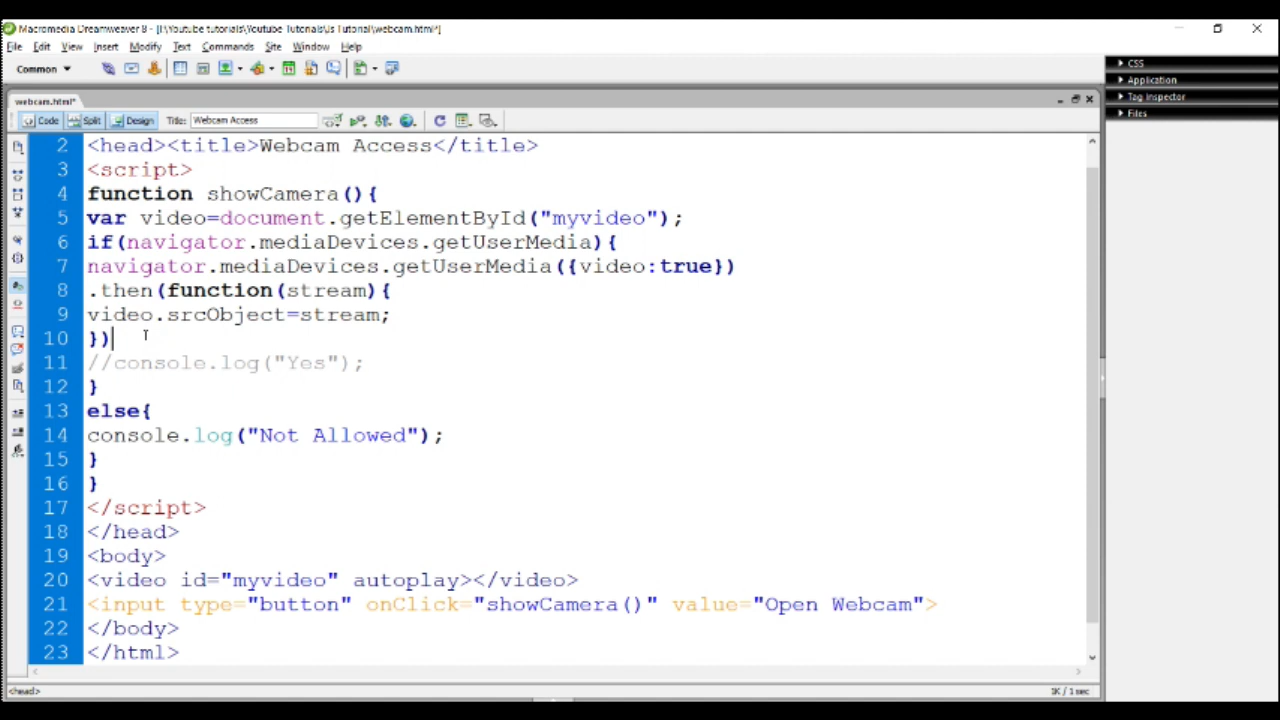 Macromedia Dreamweaver 8 - [I:\Youtube tutorials\Youtube Tutorials\Js Tutorial\webcam.html*]
File Edit View Insert Modify Text Commands Site Window Help
Common
CSS
Application
Tag Inspector
Files
webcam.html*
Code Split Design Title: Webcam Access
2 <head><title>Webcam Access</title>
3 <script>
4 function showCamera(){
5 var video=document.getElementById("myvideo");
6 if(navigator.mediaDevices.getUserMedia){
7 navigator.mediaDevices.getUserMedia({video:true})
8 .then(function(stream){
9 video.srcObject=stream;
10 })
11 //console.log("Yes");
12 }
13 else{
14 console.log("Not Allowed");
15 }
16 }
17 </script>
18 </head>
19 <body>
20 <video id="myvideo" autoplay></video>
21 <input type="button" onClick="showCamera()" value="Open Webcam">
22 </body>
23 </html>
<head>
1K / 1 sec